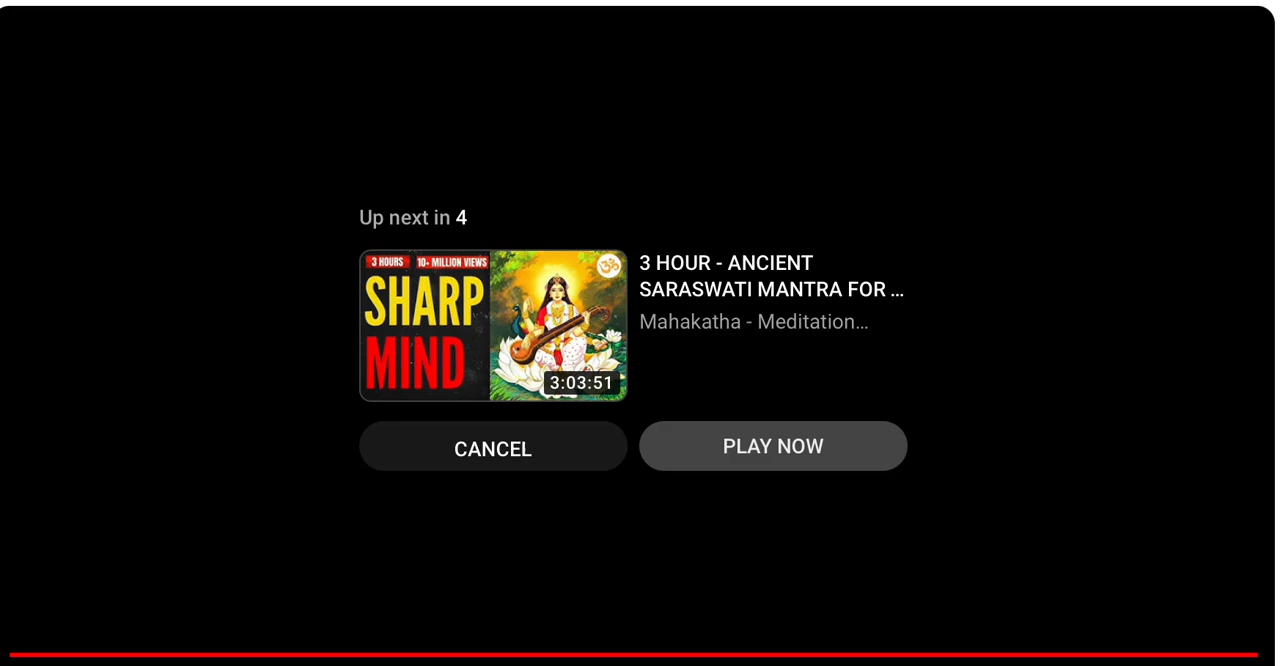 Up next in 4
3 HOURS 10+ MILLION VIEWS
SHARP
MIND
ॐ
3:03:51
3 HOUR - ANCIENT
SARASWATI MANTRA FOR ...
Mahakatha - Meditation...
CANCEL
PLAY NOW